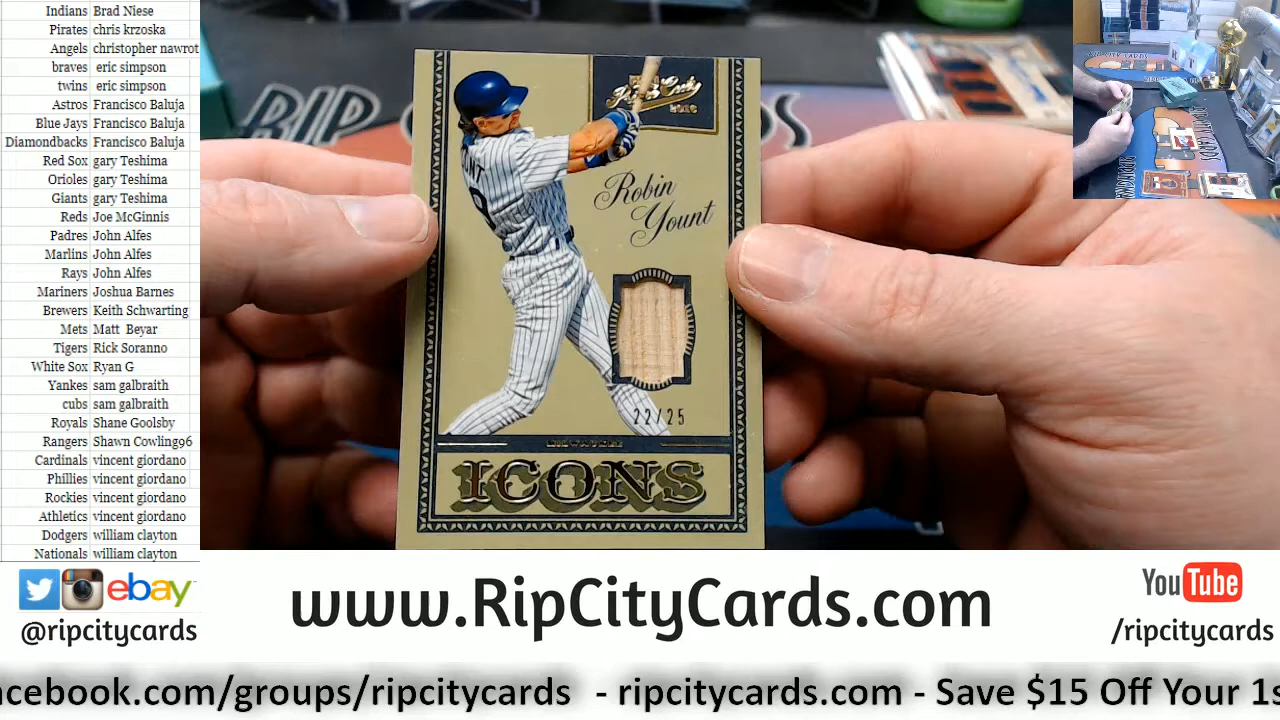 Indians Brad Niese
Pirates chris krzoska
Angels christopher nawrot
braves eric simpson
twins eric simpson
Astros Francisco Baluja
Blue Jays Francisco Baluja
Diamondbacks Francisco Baluja
Red Sox gary Teshima
Orioles gary Teshima
Giants gary Teshima
Reds Joe McGinnis
Padres John Alfes
Marlins John Alfes
Rays John Alfes
Mariners Joshua Barnes
Brewers Keith Schwarting
Mets Matt Beyar
Tigers Rick Soranno
White Sox Ryan G
Yankes sam galbraith
cubs sam galbraith
Royals Shane Goolsby
Rangers Shawn Cowling96
Cardinals vincent giordano
Phillies vincent giordano
Rockies vincent giordano
Athletics vincent giordano
Dodgers william clayton
Nationals william clayton
RIP
Robin
Yount
22/25
MILWAUKEE
ICONS
ebay
@ripcitycards
www.RipCityCards.com
YouTube
/ripcitycards
acebook.com/groups/ripcitycards - ripcitycards.com - Save $15 Off Your 1s